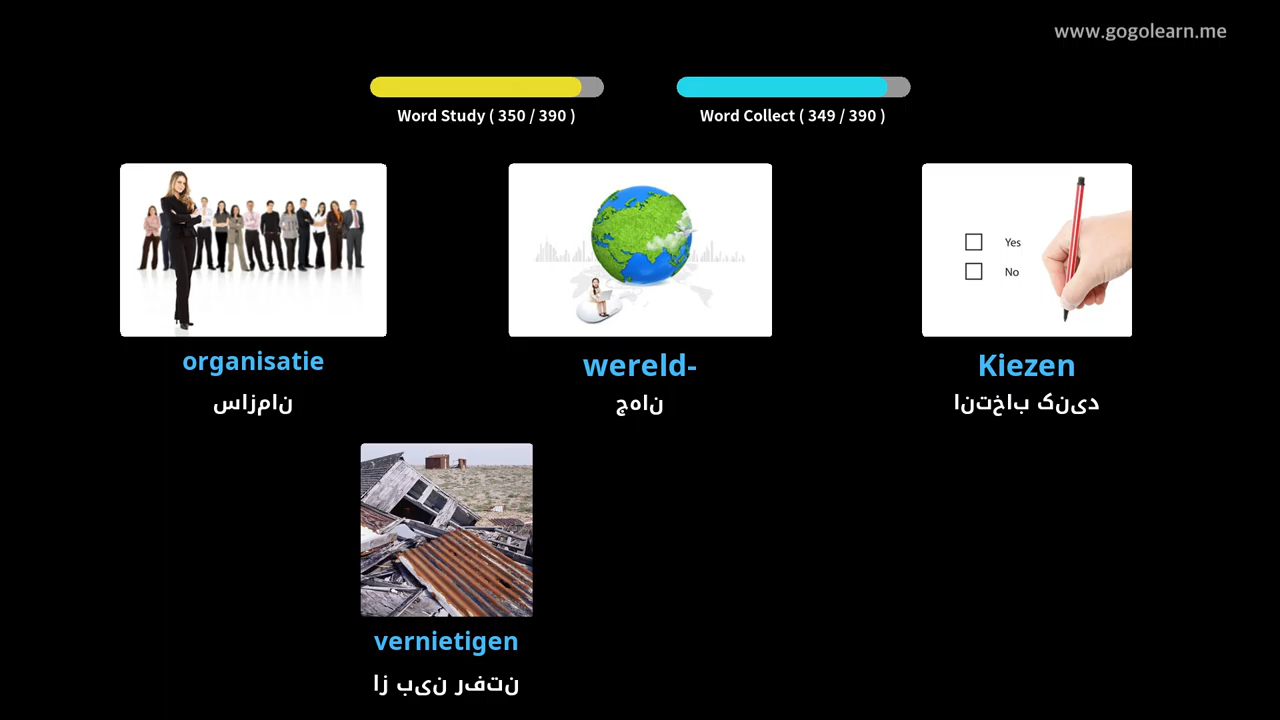 www.gogolearn.me
Word Study ( 350 / 390 )
Word Collect ( 349 / 390 )
Yes
No
organisatie
سازمان
wereld-
جهان
Kiezen
انتخاب کنید
vernietigen
از بین رفتن